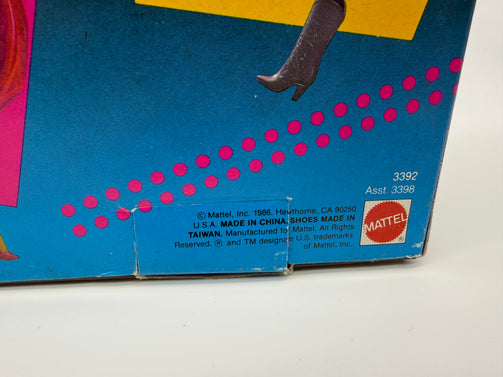 3392
Asst. 3398
© Mattel, Inc. 1986. Hawthorne, CA 90250
U.S.A. MADE IN CHINA, SHOES MADE IN
TAIWAN. Manufactured for Mattel. All Rights
Reserved. ® and TM designate U.S. trademarks
of Mattel, Inc.
MATTEL
®